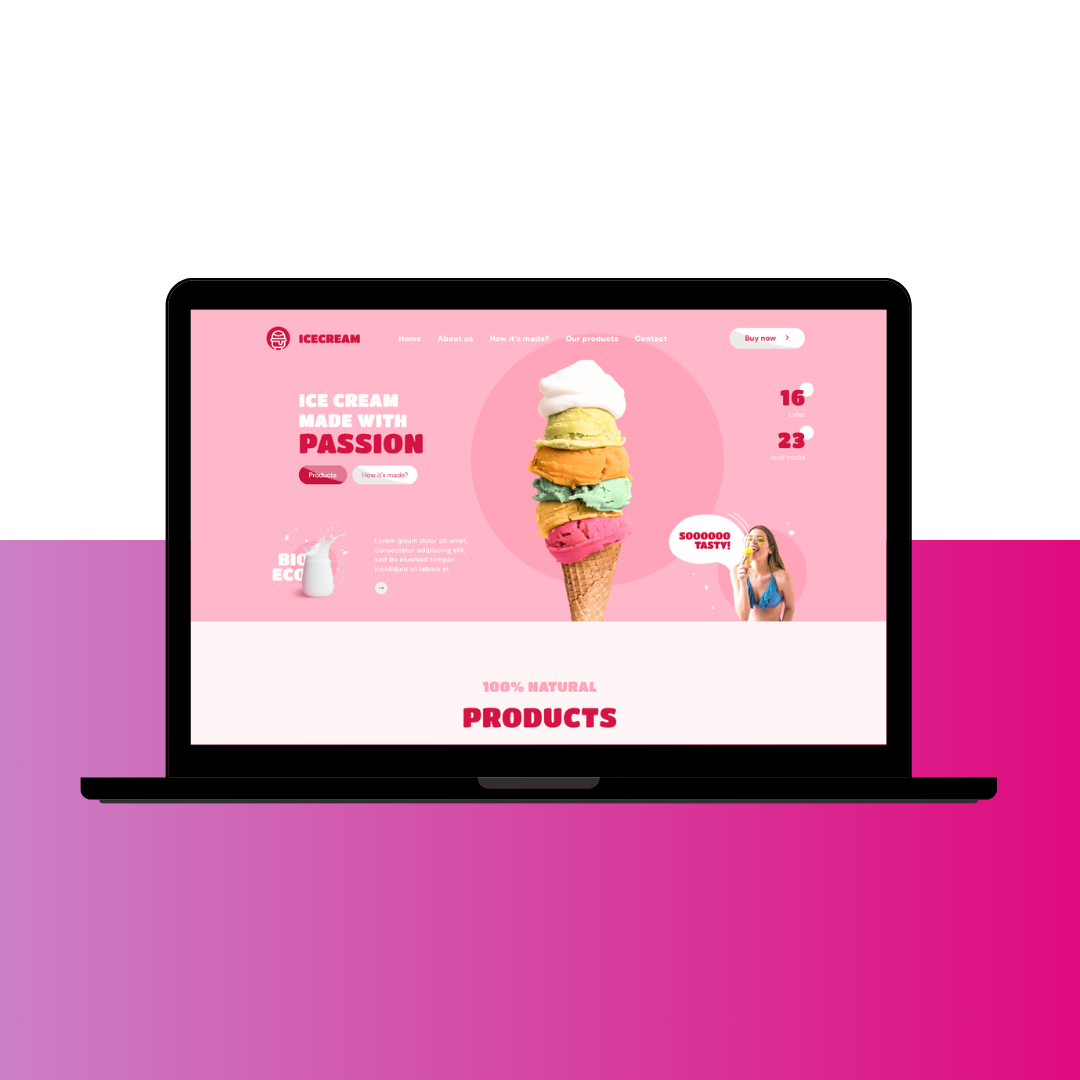 ICECREAM
Home
About us
How it's made?
Our products
Contact
Buy now
ICE CREAM
MADE WITH
PASSION
Products
How it's made?
16
cafes
23
food trucks
BIO
ECO
Lorem ipsum dolor sit amet,
consectetur adipiscing elit,
sed do eiusmod tempor
incididunt ut labore et
SOOOOOO
TASTY!
100% NATURAL
PRODUCTS